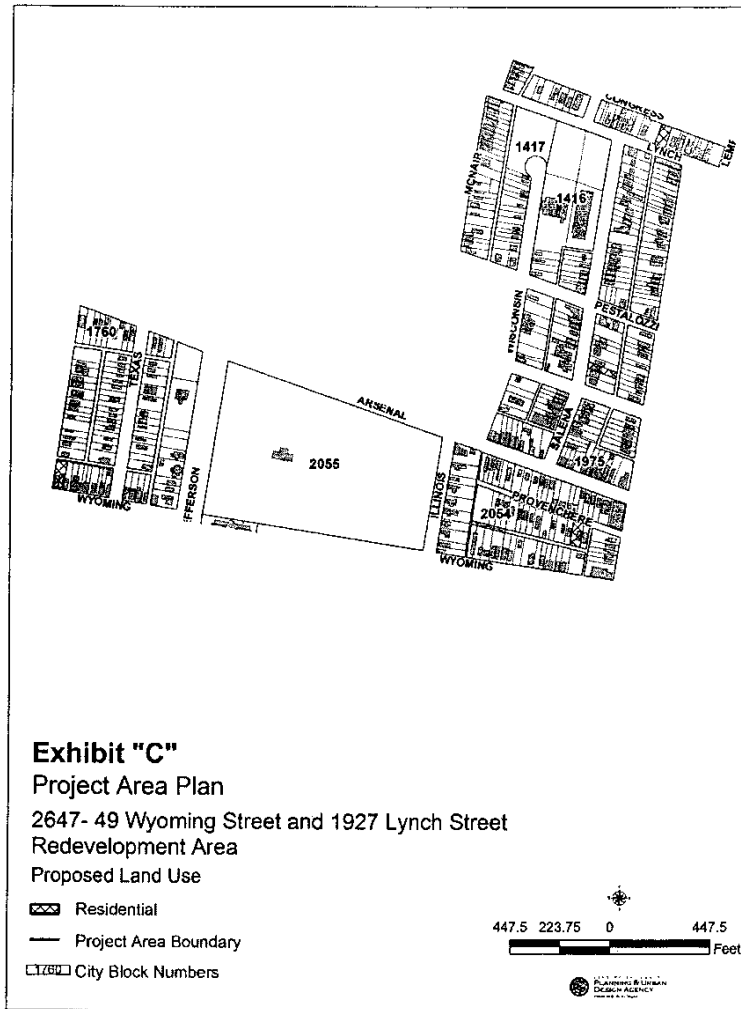 CONGRESS
LYNCH
LEMP
1417
MCNAIR
1416
PESTALOZZI
WISCONSIN
1760
TEXAS
ARSENAL
SALENA
2055
1975
JEFFERSON
ILLINOIS
PROVENCHERE
2054
WYOMING
WYOMING
Exhibit "C"
Project Area Plan
2647- 49 Wyoming Street and 1927 Lynch Street
Redevelopment Area
Proposed Land Use
Residential
Project Area Boundary
1760 City Block Numbers
447.5 223.75 0 447.5
Feet
PLANNING & URBAN
DESIGN AGENCY